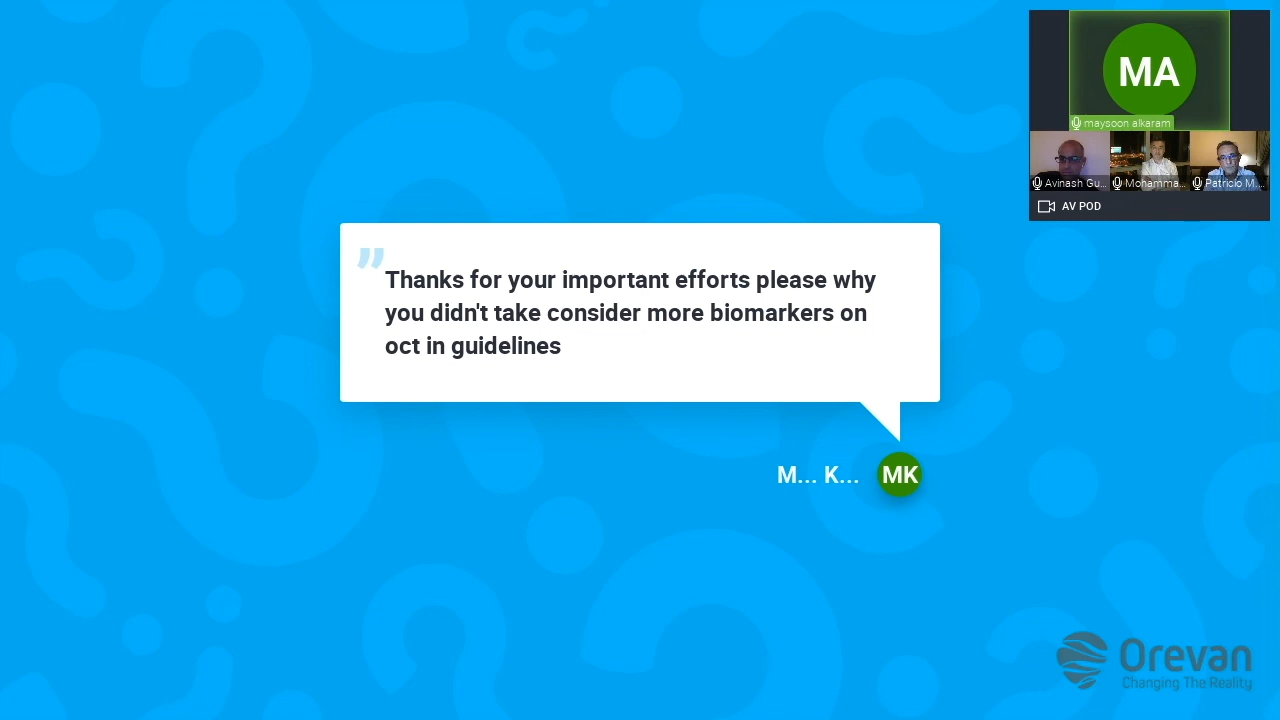 MA
maysoon alkaram
Avinash Gu...
Mohamma...
Patricio M....
AV POD
"
Thanks for your important efforts please why
you didn't take consider more biomarkers on
oct in guidelines
M... K...
MK
Orevan
Changing The Reality